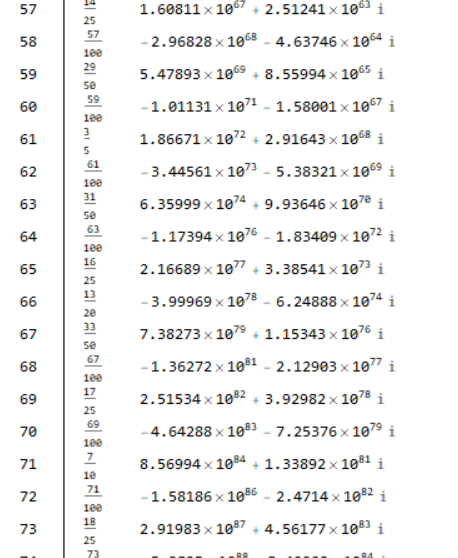 57 14/25 1.60811×10^67 + 2.51241×10^63 i
58 57/100 -2.96828×10^68 - 4.63746×10^64 i
59 29/50 5.47893×10^69 + 8.55994×10^65 i
60 59/100 -1.01131×10^71 - 1.58001×10^67 i
61 3/5 1.86671×10^72 + 2.91643×10^68 i
62 61/100 -3.44561×10^73 - 5.38321×10^69 i
63 31/50 6.35999×10^74 + 9.93646×10^70 i
64 63/100 -1.17394×10^76 - 1.83409×10^72 i
65 16/25 2.16689×10^77 + 3.38541×10^73 i
66 13/20 -3.99969×10^78 - 6.24888×10^74 i
67 33/50 7.38273×10^79 + 1.15343×10^76 i
68 67/100 -1.36272×10^81 - 2.12903×10^77 i
69 17/25 2.51534×10^82 + 3.92982×10^78 i
70 69/100 -4.64288×10^83 - 7.25376×10^79 i
71 7/10 8.56994×10^84 + 1.33892×10^81 i
72 71/100 -1.58186×10^86 - 2.4714×10^82 i
73 18/25 2.91983×10^87 + 4.56177×10^83 i
73